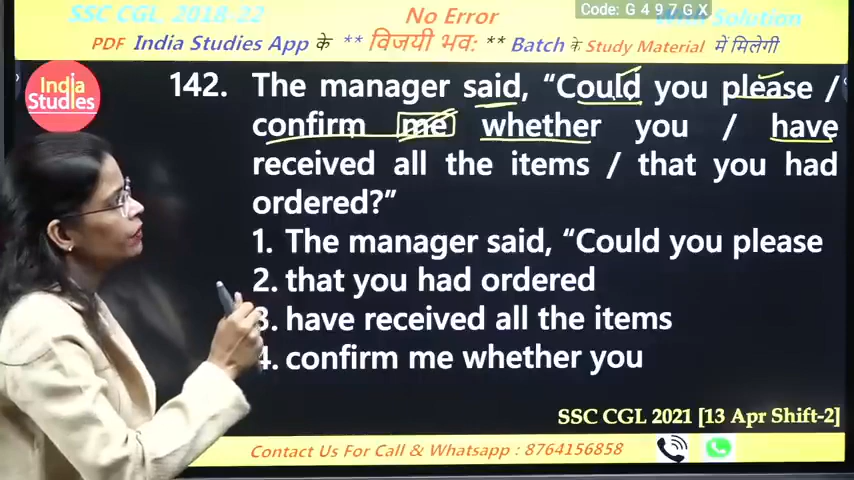 SSC CGL 2018-22
No Error
Code: G 4 9 7 G X
Solution
PDF India Studies App के ** विजयी भव: ** Batch के Study Material में मिलेगी
India Studies
142. The manager said, “Could you please /
confirm me whether you / have
received all the items / that you had
ordered?”
1. The manager said, “Could you please
2. that you had ordered
3. have received all the items
4. confirm me whether you
SSC CGL 2021 [13 Apr Shift-2]
Contact Us For Call & Whatsapp : 8764156858